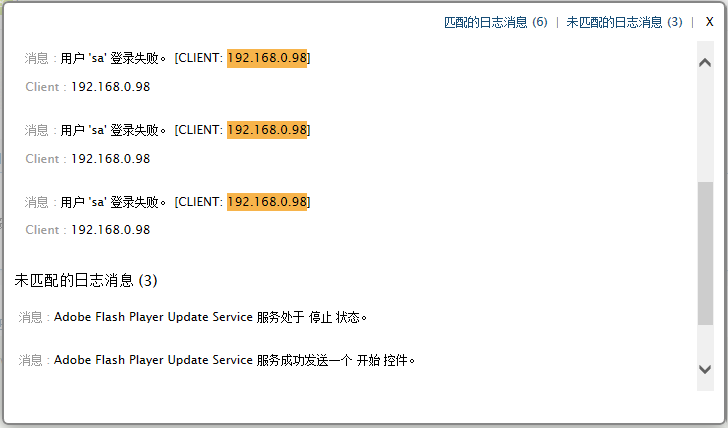 匹配的日志消息 (6) | 未匹配的日志消息 (3) | X
消息 : 用户 'sa' 登录失败。 [CLIENT: 192.168.0.98]
Client : 192.168.0.98
消息 : 用户 'sa' 登录失败。 [CLIENT: 192.168.0.98]
Client : 192.168.0.98
消息 : 用户 'sa' 登录失败。 [CLIENT: 192.168.0.98]
Client : 192.168.0.98
未匹配的日志消息 (3)
消息 : Adobe Flash Player Update Service 服务处于 停止 状态。
消息 : Adobe Flash Player Update Service 服务成功发送一个 开始 控件。